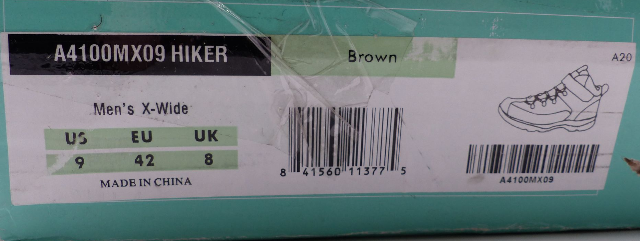 A4100MX09 HIKER
Brown
A20
Men's X-Wide
US EU UK
9 42 8
MADE IN CHINA
8 41560 11377 5
A4100MX09